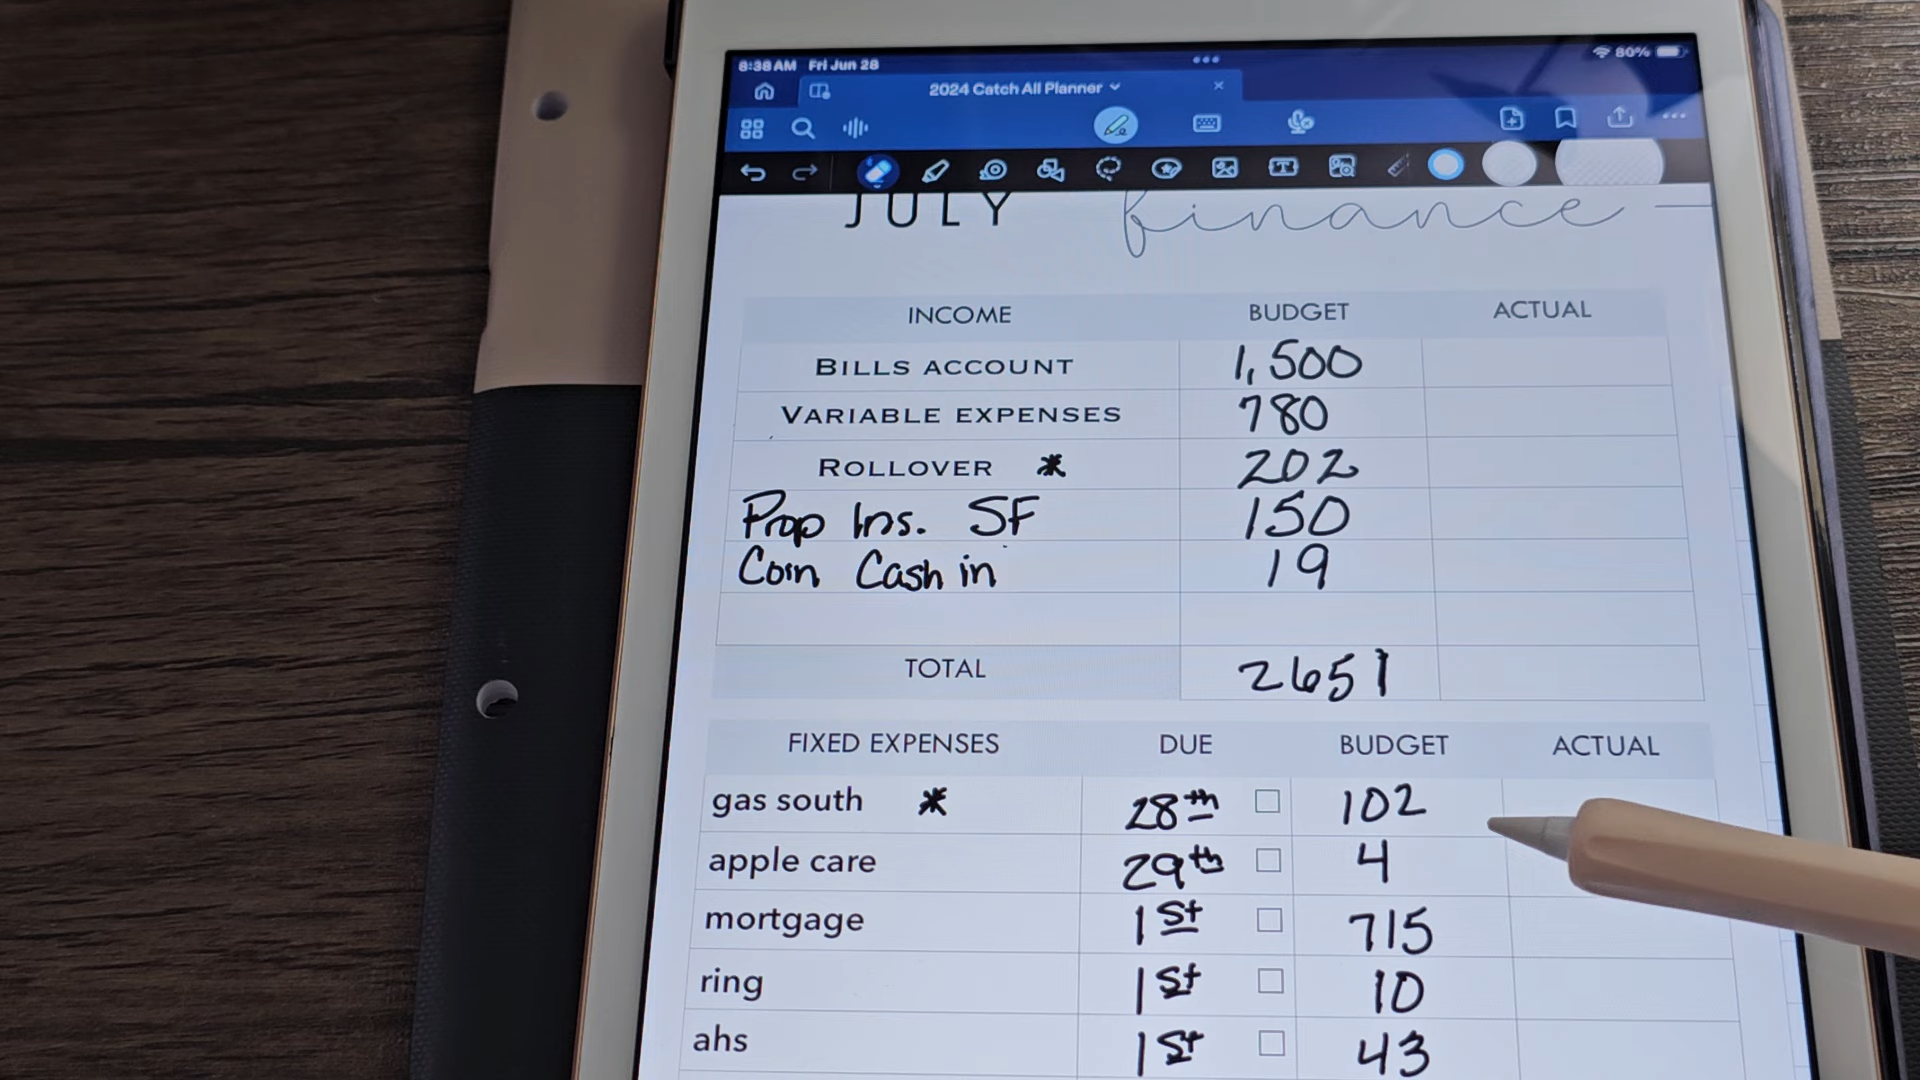 8:38 AM Fri Jun 28 80%
2024 Catch All Planner
JULY finance
INCOME BUDGET ACTUAL
BILLS ACCOUNT 1,500
VARIABLE EXPENSES 780
ROLLOVER * 202
Prop Ins. SF 150
Coin Cash in 19
TOTAL 2651
FIXED EXPENSES DUE BUDGET ACTUAL
gas south * 28th 102
apple care 29th 4
mortgage 1st 715
ring 1st 10
ahs 1st 43